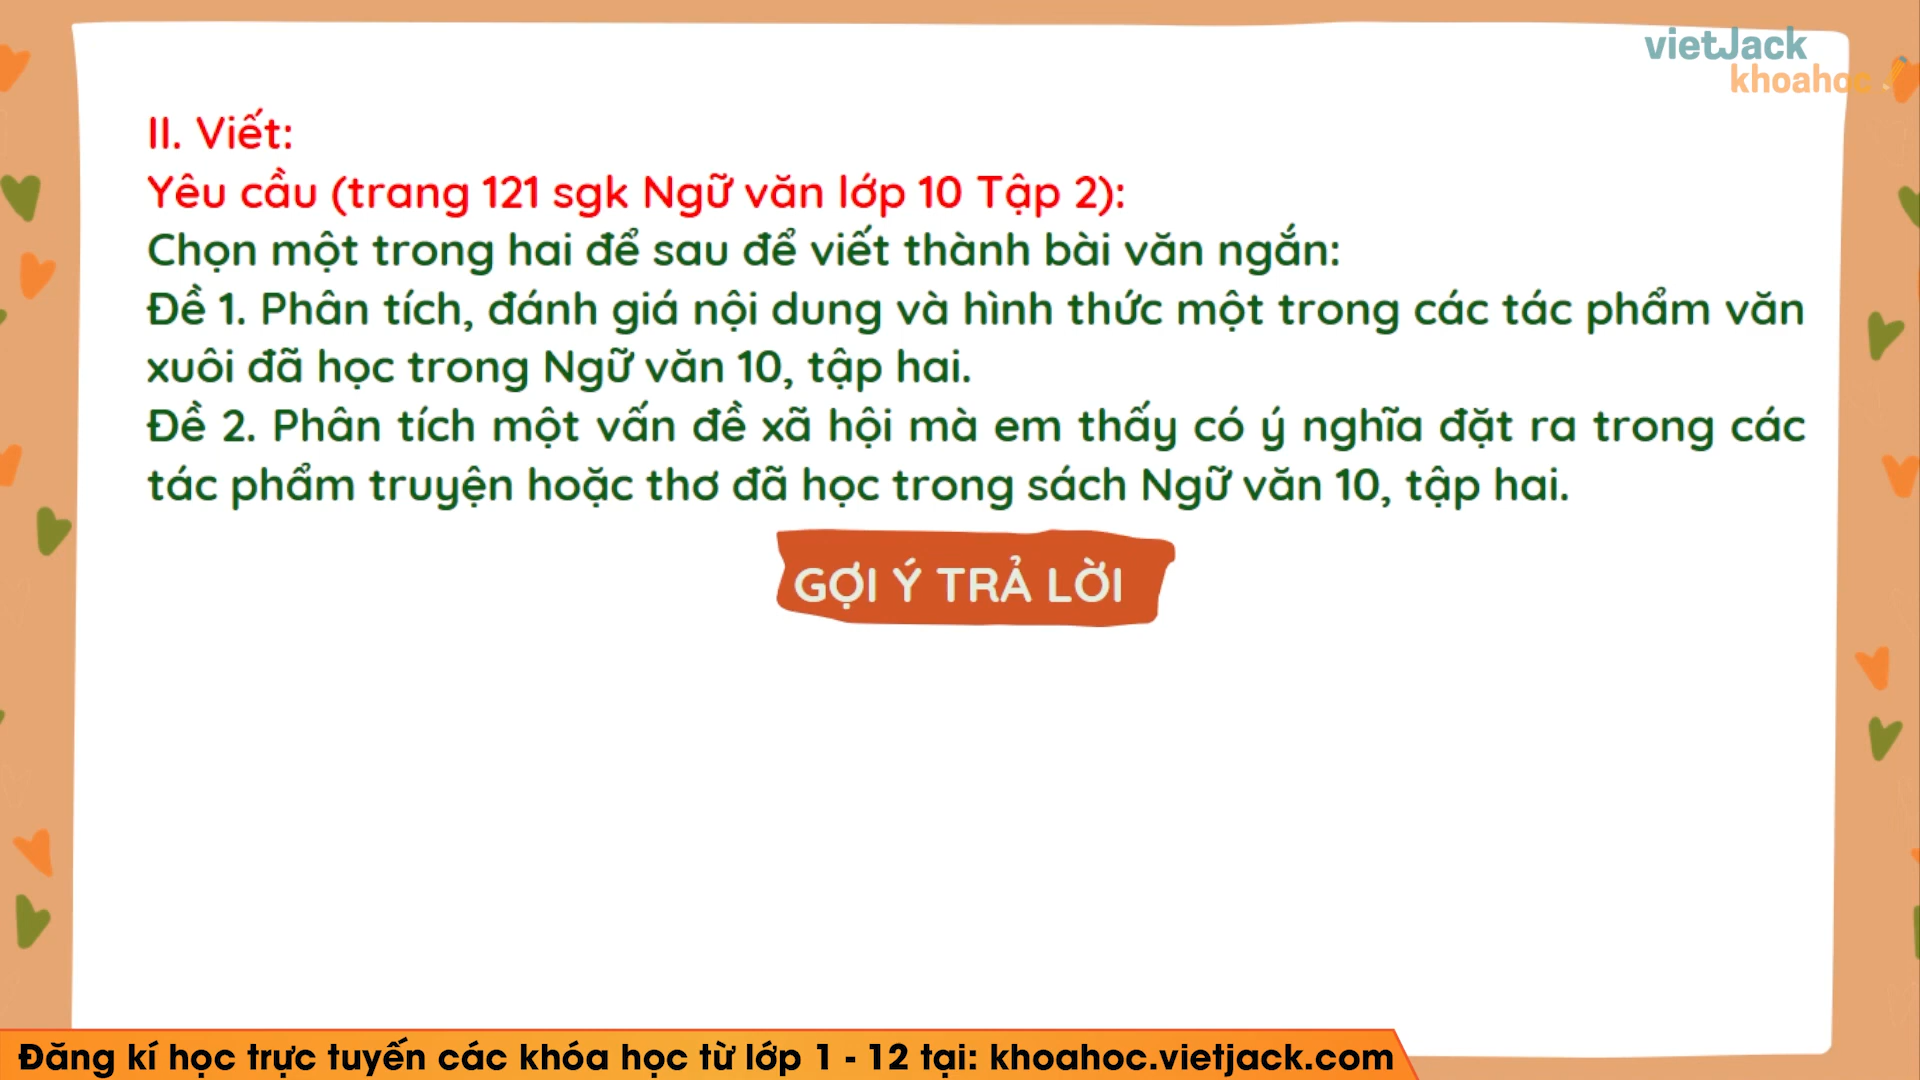 vietJack
khoahoc
II. Viết:
Yêu cầu (trang 121 sgk Ngữ văn lớp 10 Tập 2):
Chọn một trong hai để sau để viết thành bài văn ngắn:
Đề 1. Phân tích, đánh giá nội dung và hình thức một trong các tác phẩm văn
xuôi đã học trong Ngữ văn 10, tập hai.
Đề 2. Phân tích một vấn đề xã hội mà em thấy có ý nghĩa đặt ra trong các
tác phẩm truyện hoặc thơ đã học trong sách Ngữ văn 10, tập hai.
GỢI Ý TRẢ LỜI
Đăng kí học trực tuyến các khóa học từ lớp 1 - 12 tại: khoahoc.vietjack.com